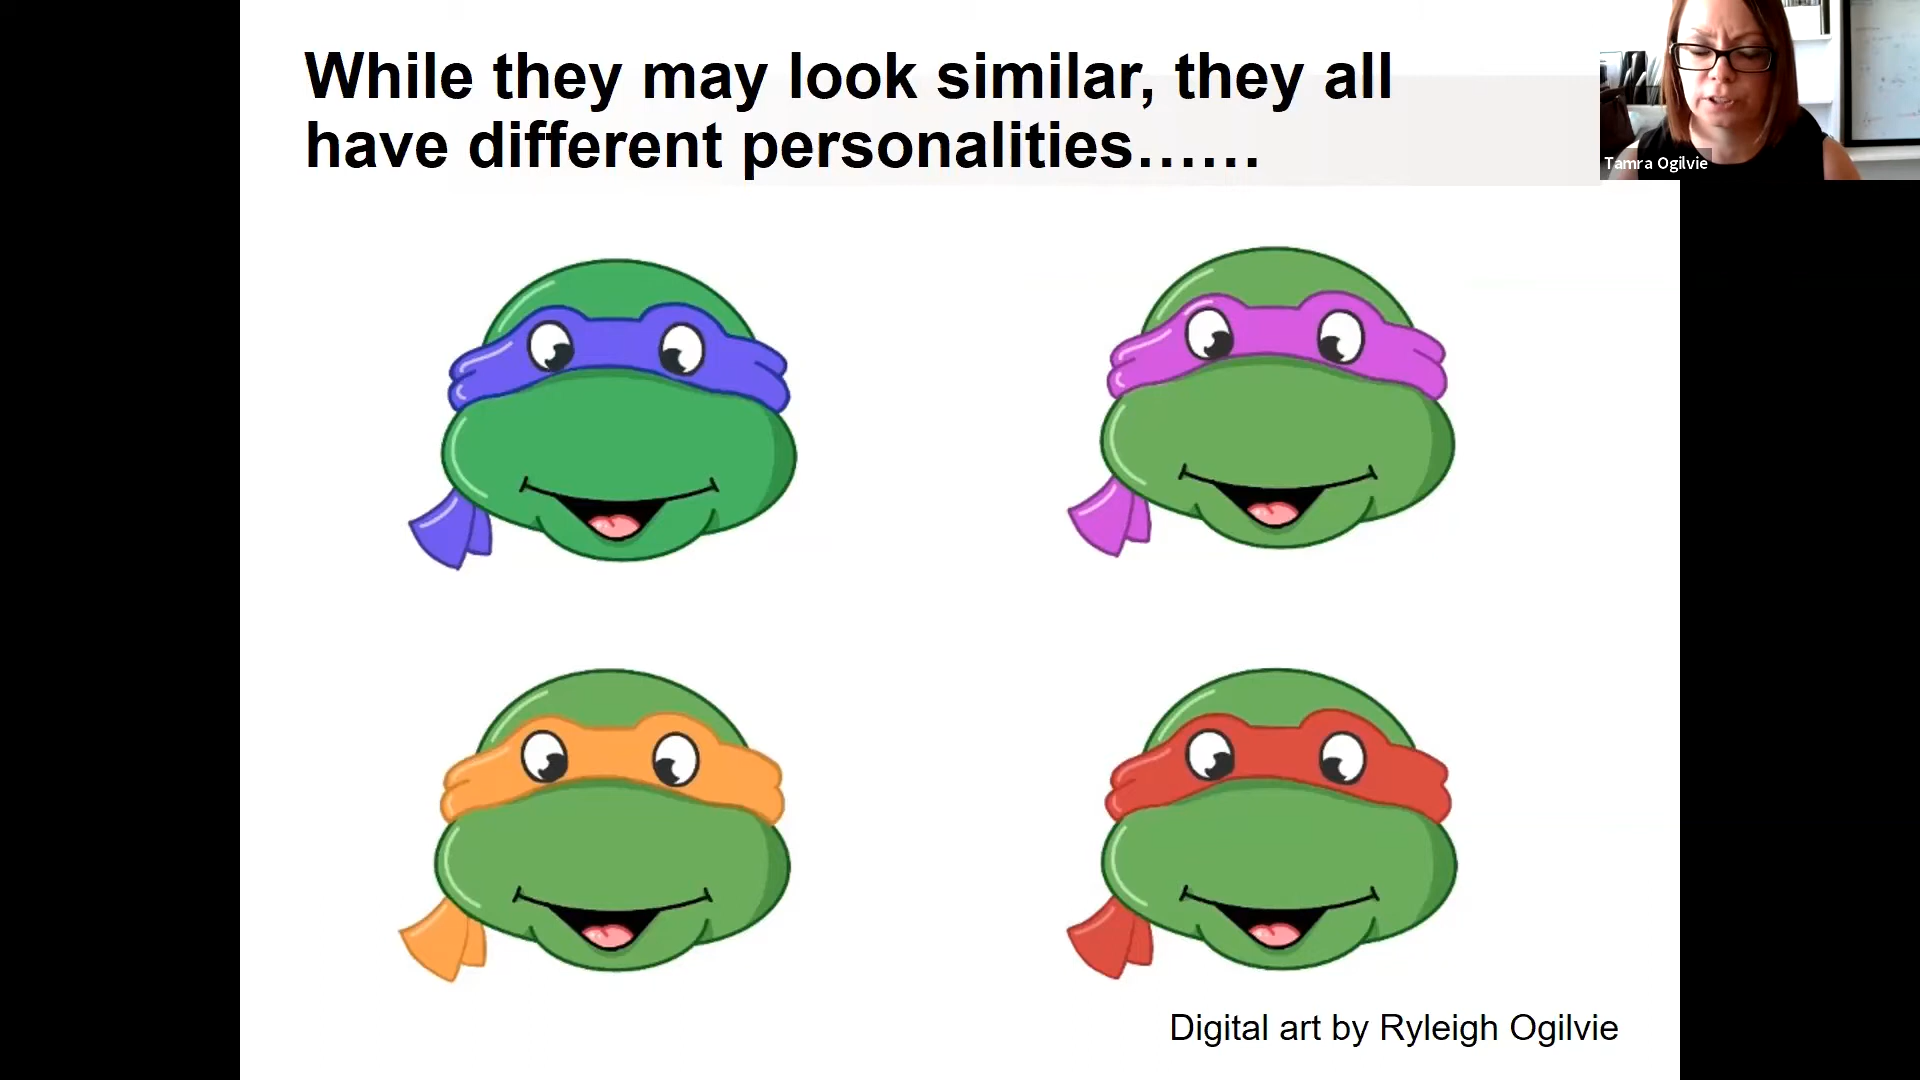 While they may look similar, they all
have different personalities......
Tamra Ogilvie
Digital art by Ryleigh Ogilvie